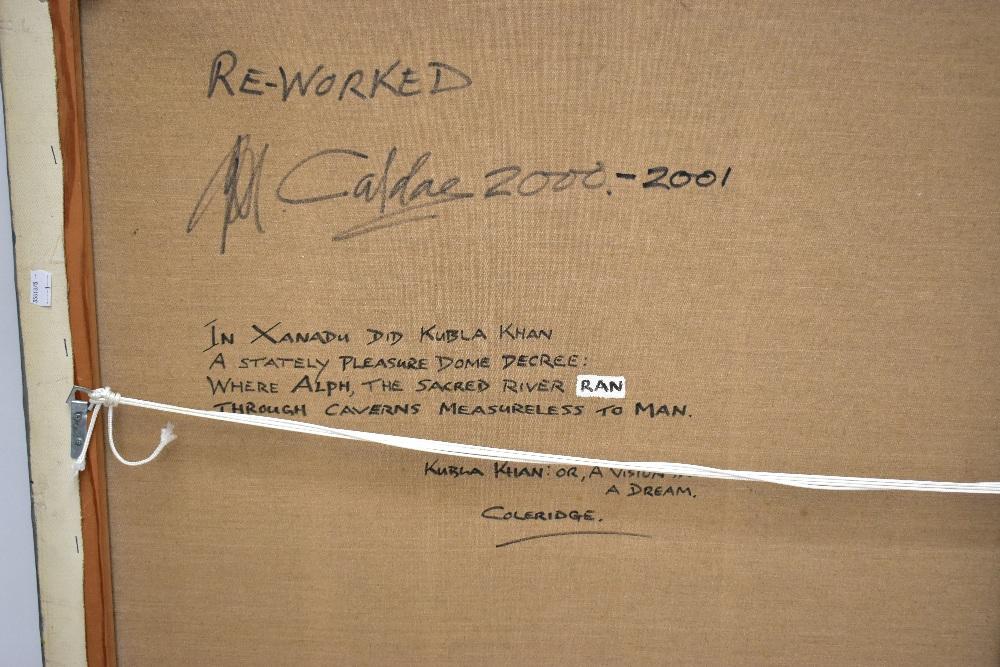 RE-WORKED
Caldae 2000.-2001
IN XANADU DID KUBLA KHAN
A STATELY PLEASURE DOME DECREE:
WHERE ALPH, THE SACRED RIVER RAN
THROUGH CAVERNS MEASURELESS TO MAN.
KUBLA KHAN: OR, A VISION
A DREAM.
COLERIDGE.